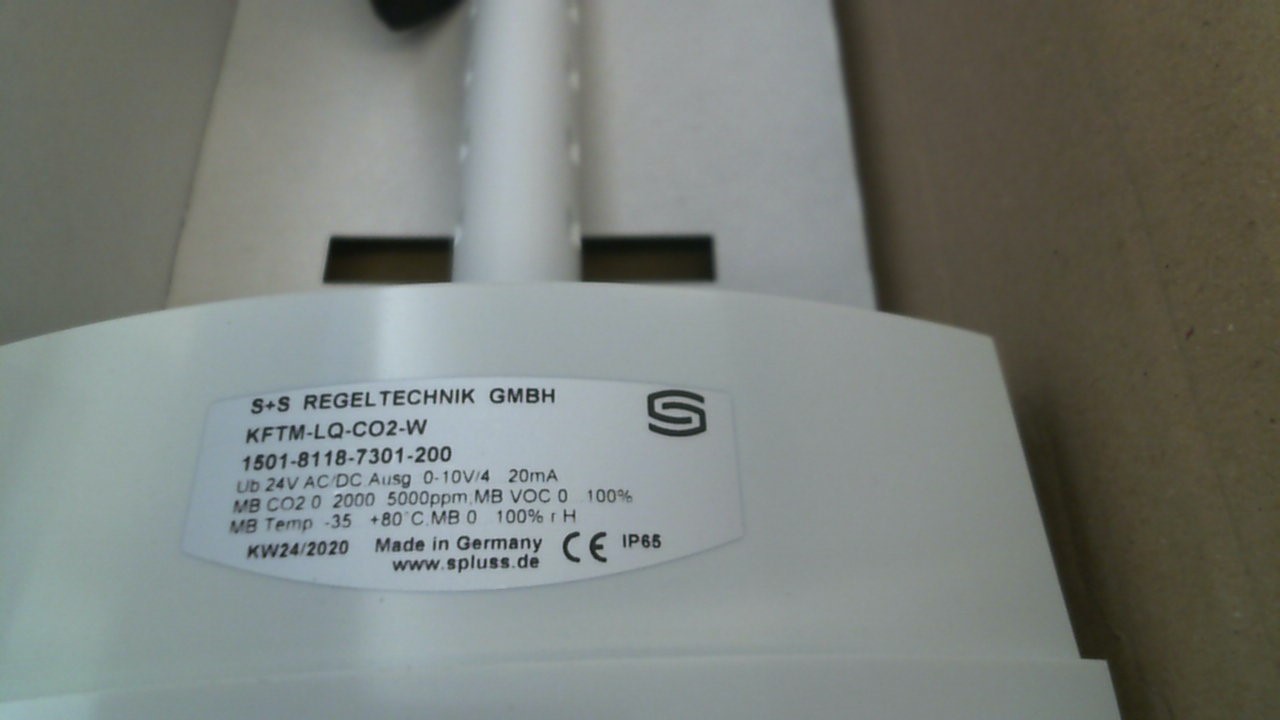 S+S REGELTECHNIK GMBH
KFTM-LQ-CO2-W
1501-8118-7301-200
Ub 24V AC/DC Ausg 0-10V/4 20mA
MB CO2 0 2000 5000ppm, MB VOC 0 100%
MB Temp -35 +80°C, MB 0 100% r H
KW24/2020 Made in Germany CE IP65
www.spluss.de